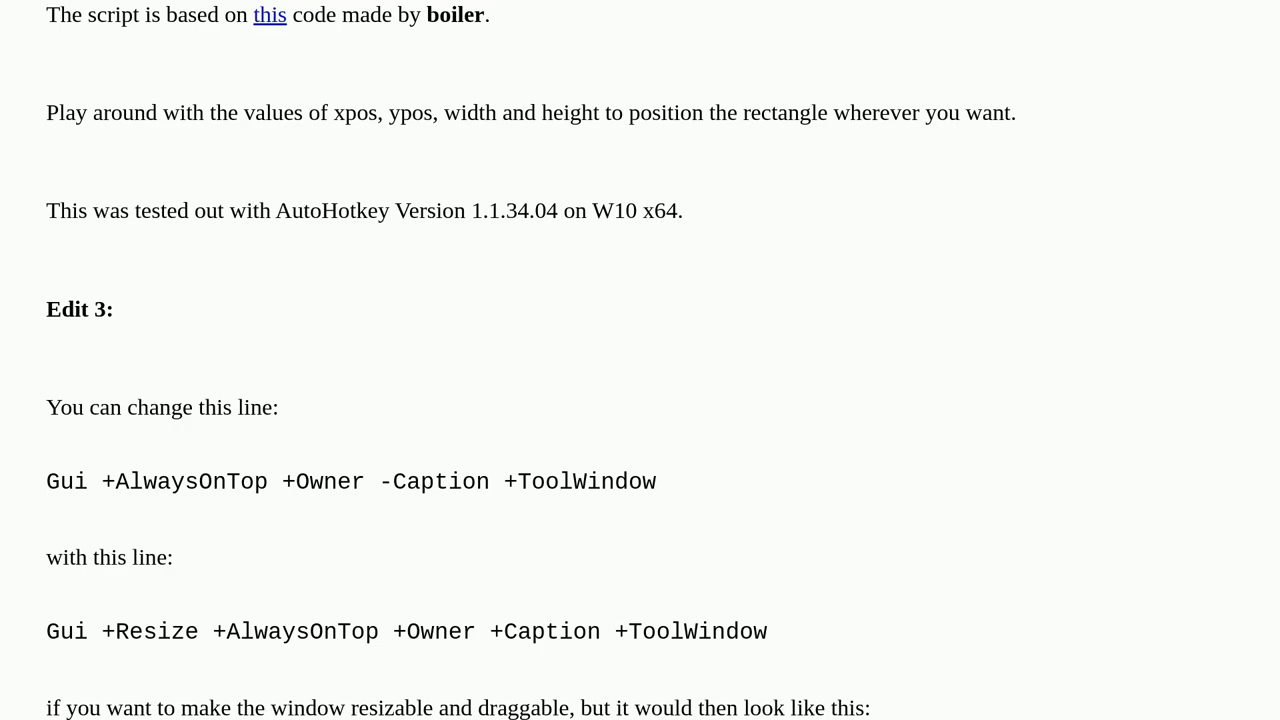 The script is based on this code made by boiler.
Play around with the values of xpos, ypos, width and height to position the rectangle wherever you want.
This was tested out with AutoHotkey Version 1.1.34.04 on W10 x64.
Edit 3:
You can change this line:
Gui +AlwaysOnTop +Owner -Caption +ToolWindow
with this line:
Gui +Resize +AlwaysOnTop +Owner +Caption +ToolWindow
if you want to make the window resizable and draggable, but it would then look like this: